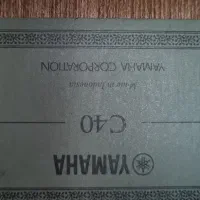 YAMAHA
C40
Made in Indonesia
YAMAHA CORPORATION